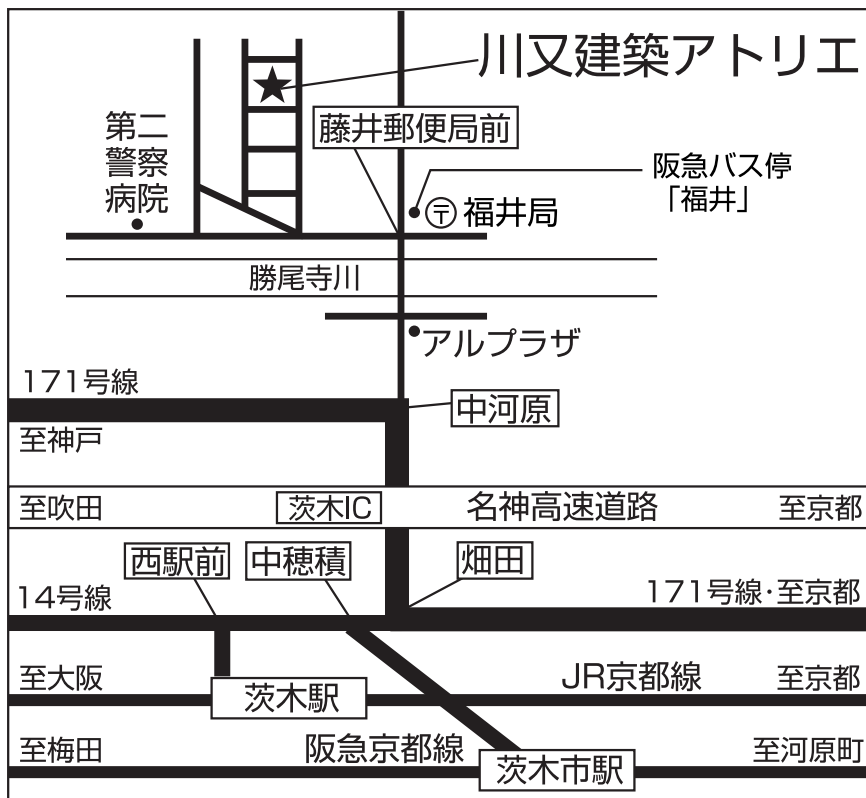 川又建築アトリエ
第二
警察
病院
藤井郵便局前
阪急バス停
「福井」
〒福井局
勝尾寺川
アルプラザ
171号線
中河原
至神戸
至吹田
茨木IC
名神高速道路
至京都
西駅前
中穂積
畑田
14号線
171号線・至京都
至大阪
茨木駅
JR京都線
至京都
至梅田
阪急京都線
茨木市駅
至河原町